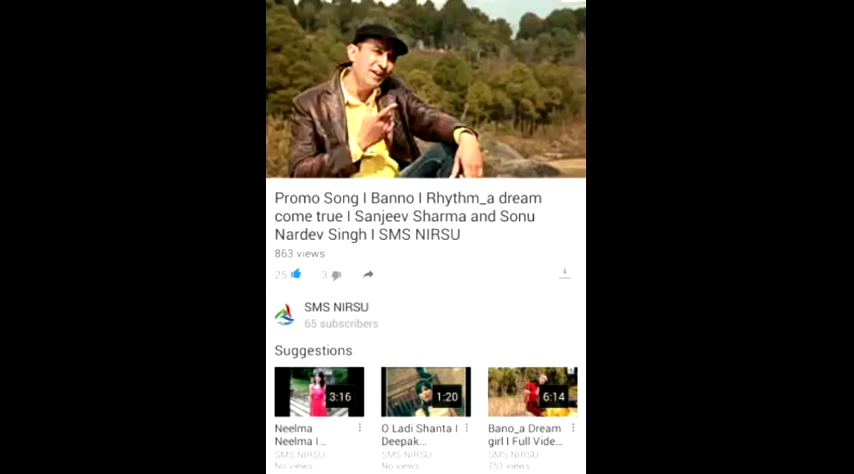 Promo Song I Banno I Rhythm_a dream
come true I Sanjeev Sharma and Sonu
Nardev Singh I SMS NIRSU
863 views
25 3
SMS NIRSU
65 subscribers
Suggestions
3:16 1:20 6:14
Neelma O Ladi Shanta I Bano_a Dream
Neelma I... Deepak... girl I Full Vide...
SMS NIRSU SMS NIRSU SMS NIRSU
No views No views 751 views